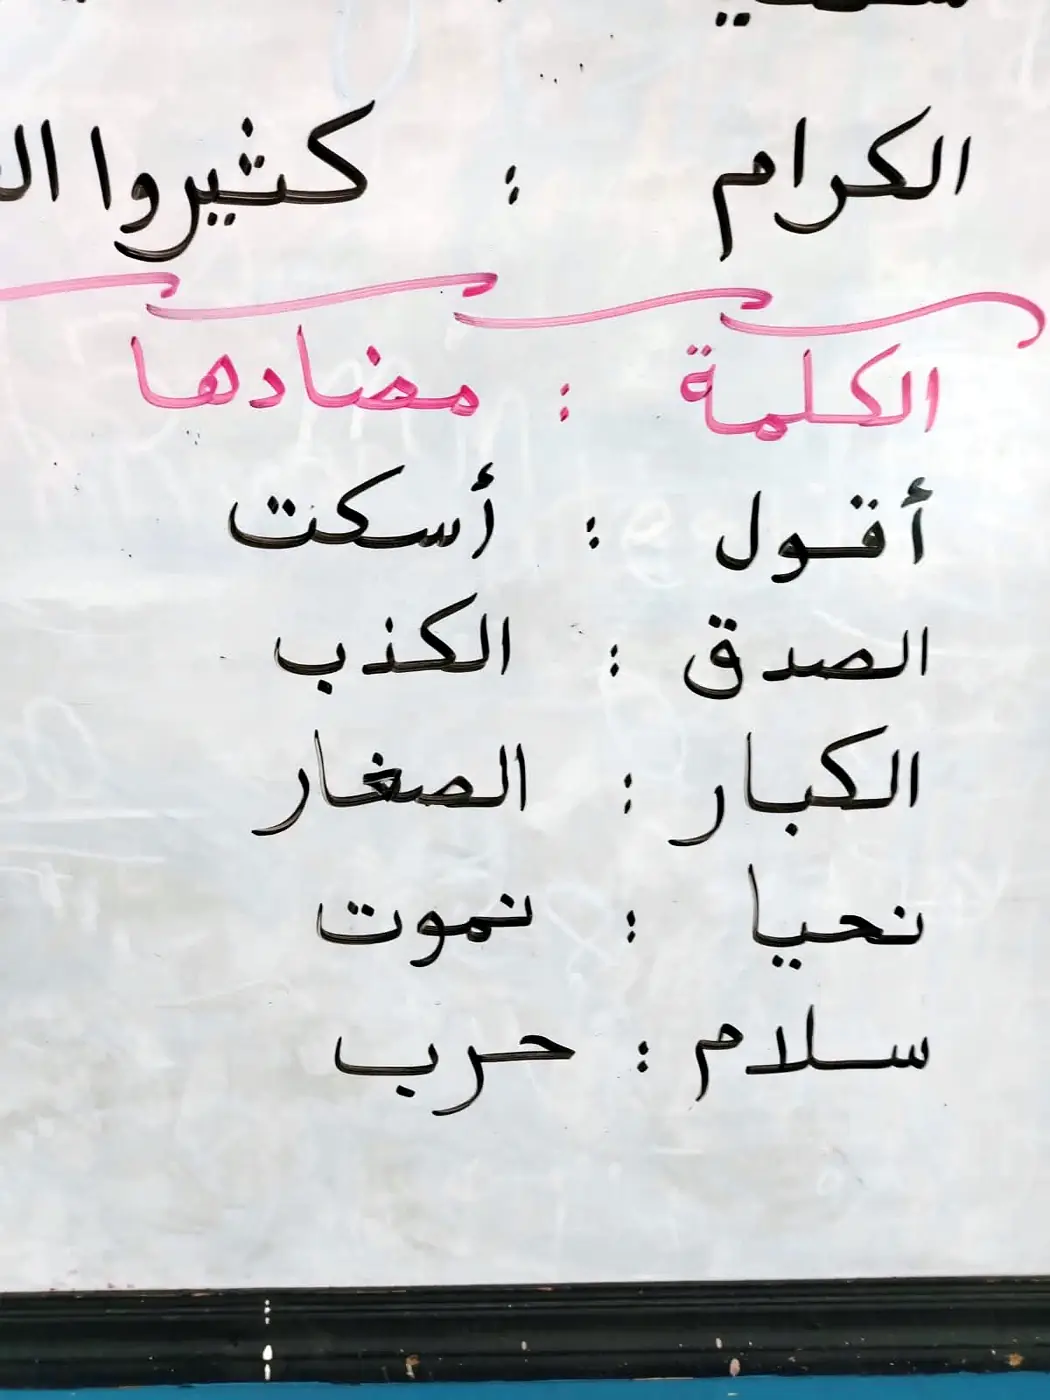 الكرام : كثيروا
الكلمة : مضادها
أقول : أسكت
الصدق : الكذب
الكبار : الصغار
نحيا : نموت
سلام : حرب